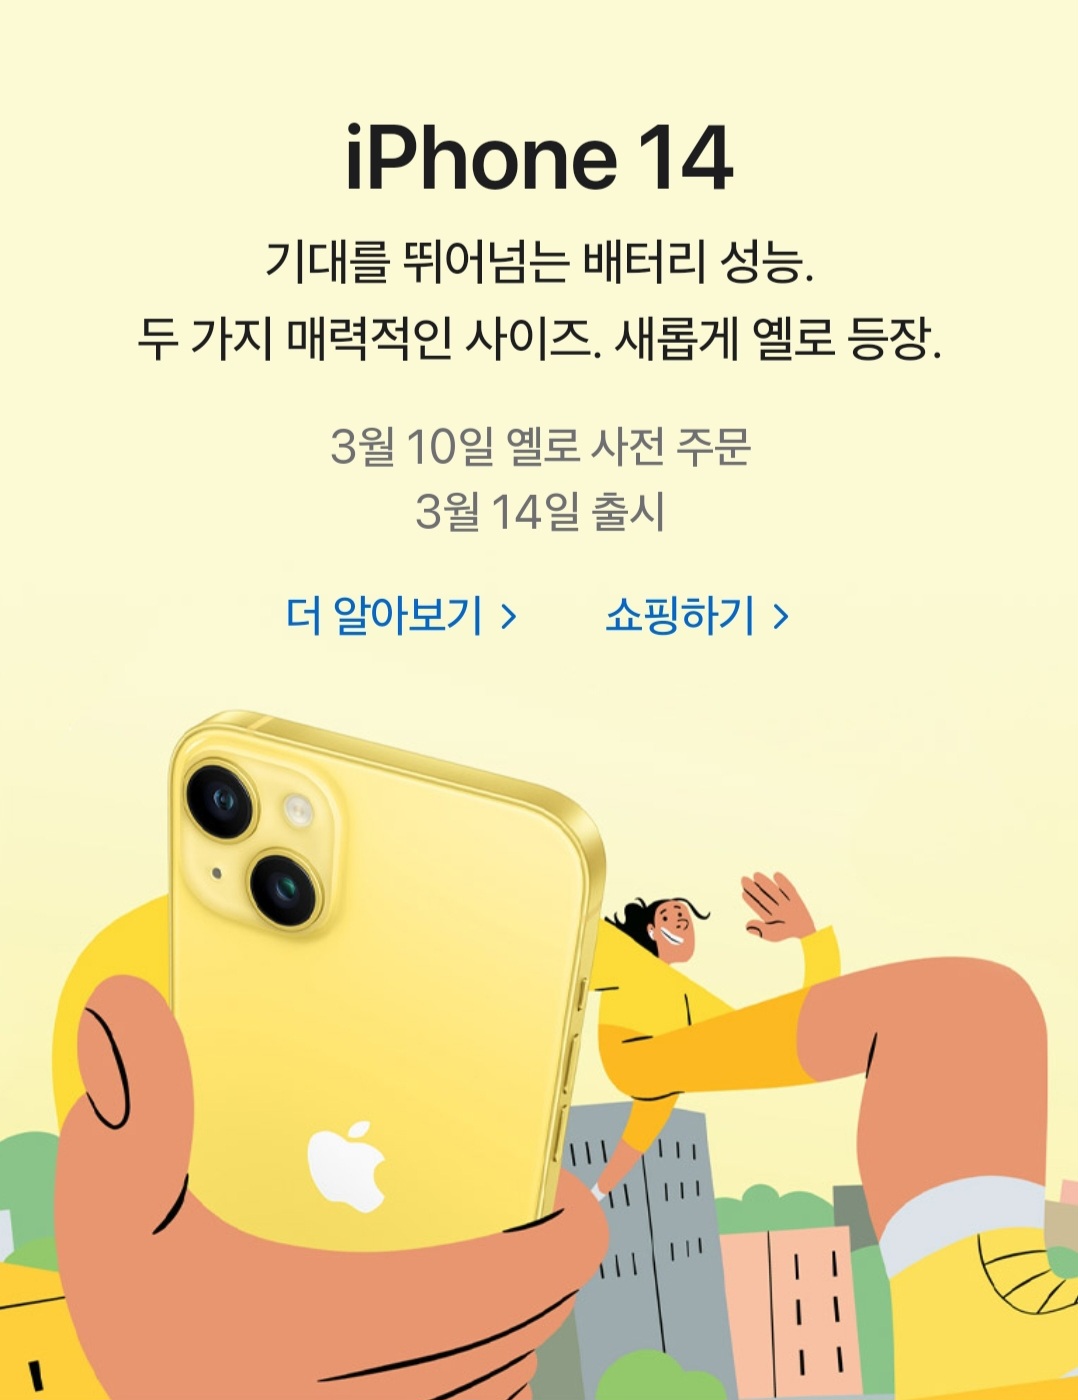 iPhone 14
기대를 뛰어넘는 배터리 성능.
두 가지 매력적인 사이즈. 새롭게 옐로 등장.
3월 10일 옐로 사전 주문
3월 14일 출시
더 알아보기 >
쇼핑하기 >